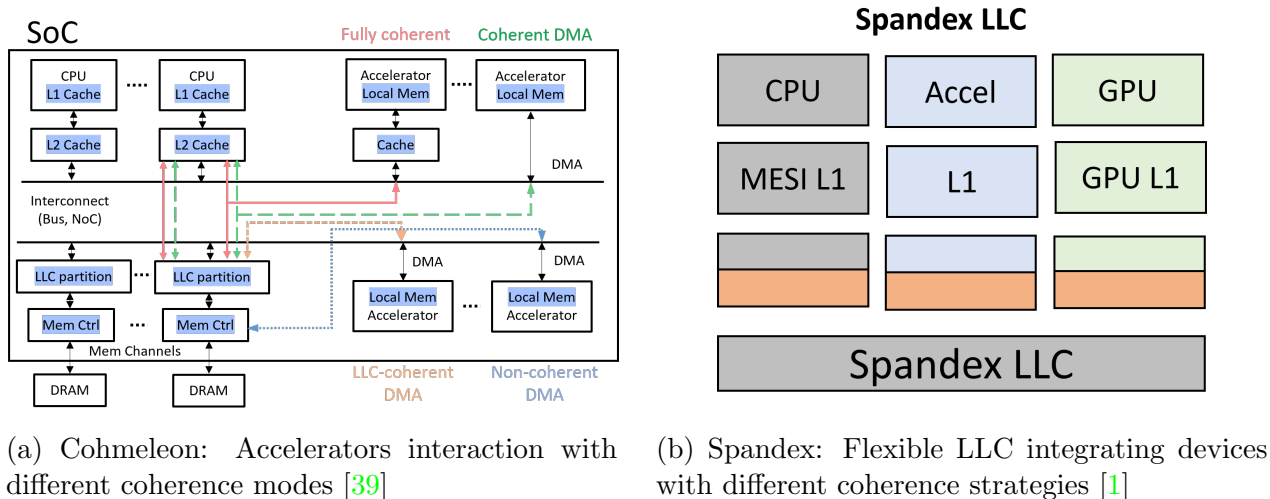 SoC
Fully coherent
Coherent DMA
CPU
L1 Cache
....
CPU
L1 Cache
Accelerator
Local Mem
....
Accelerator
Local Mem
L2 Cache
L2 Cache
Cache
DMA
Interconnect
(Bus, NoC)
DMA
DMA
LLC partition
...
LLC partition
Local Mem
Accelerator
...
Local Mem
Accelerator
Mem Ctrl
...
Mem Ctrl
Mem Channels
LLC-coherent
DMA
Non-coherent
DMA
DRAM
DRAM
(a) Cohmeleon: Accelerators interaction with
different coherence modes [39]
Spandex LLC
CPU
Accel
GPU
MESI L1
L1
GPU L1
Spandex LLC
(b) Spandex: Flexible LLC integrating devices
with different coherence strategies [1]